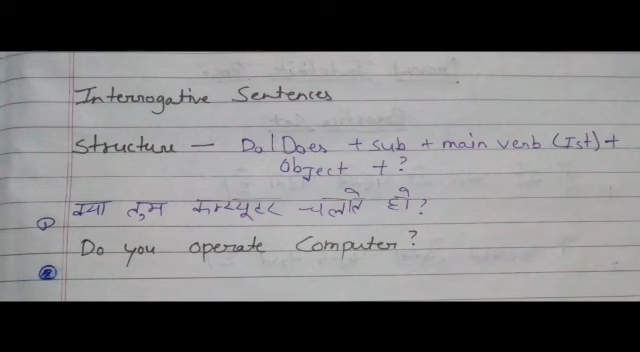 Interrogative Sentences
Structure — Do/Does + sub + main verb (Ist) +
Object + ?
① क्या तुम कम्प्यूटर चलाते हो?
Do you operate Computer?
②